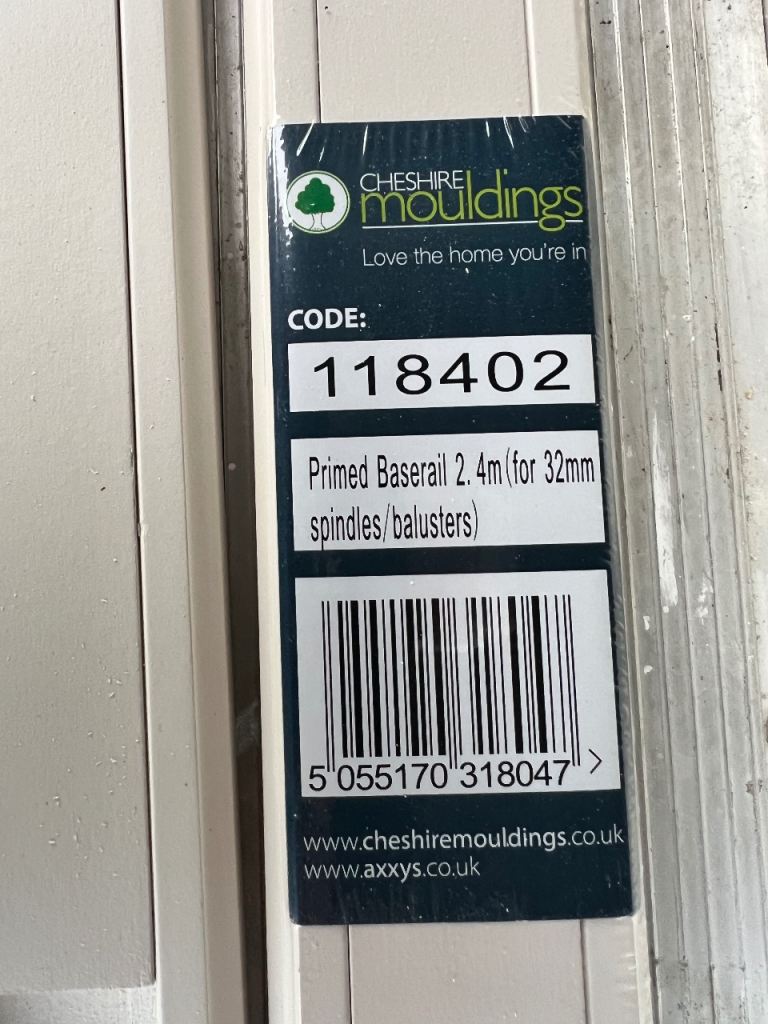 CHESHIRE
mouldings
Love the home you're in
CODE:
118402
Primed Baserail 2.4m(for 32mm
spindles/balusters)
5 055170 318047 >
www.cheshiremouldings.co.uk
www.axxys.co.uk